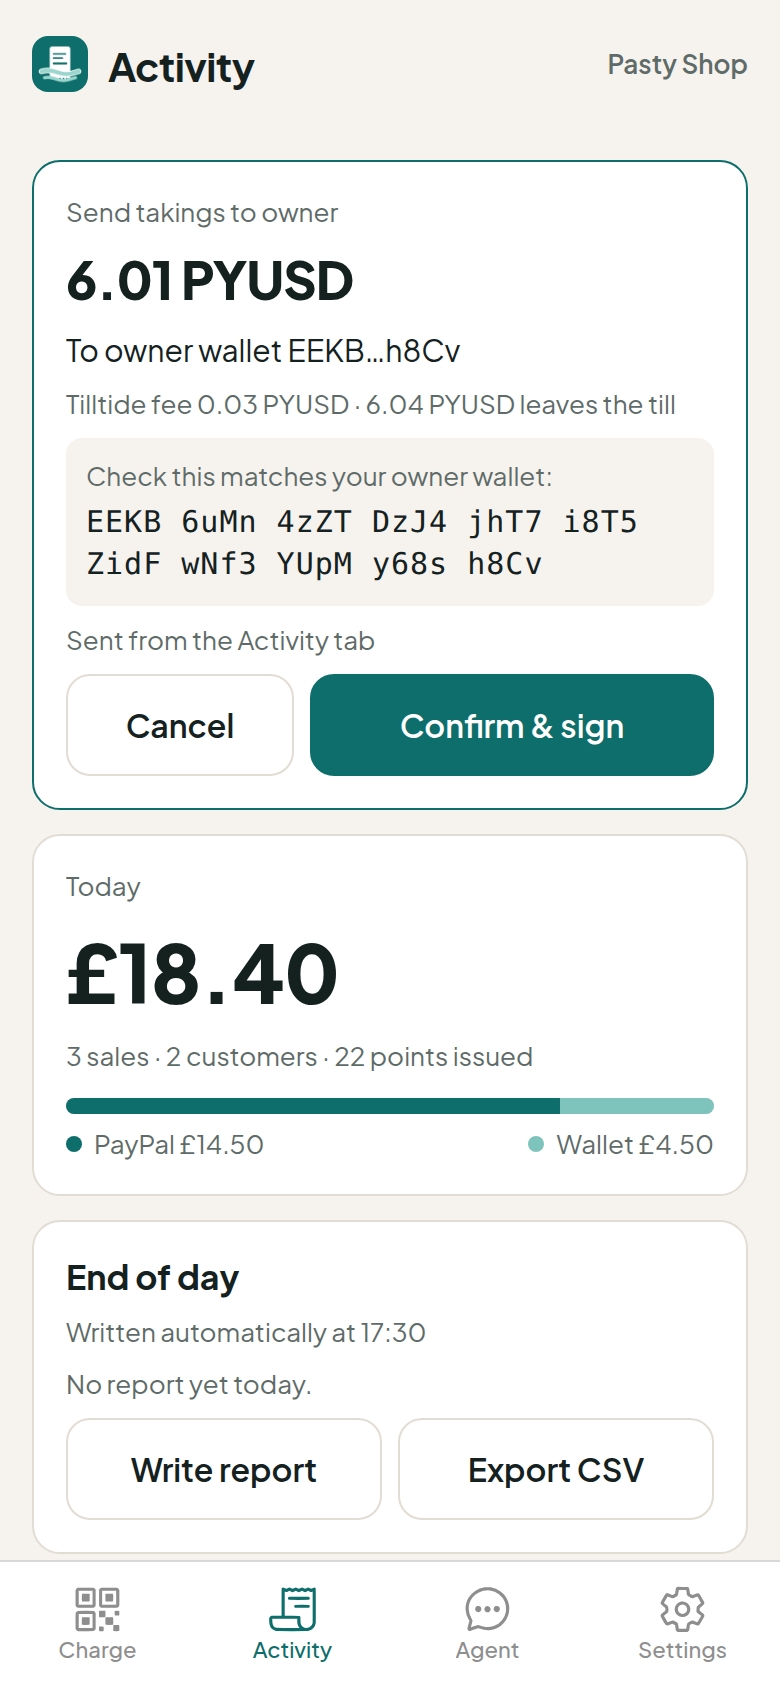 Activity
Pasty Shop
Send takings to owner
6.01 PYUSD
To owner wallet EEKB...h8Cv
Tilltide fee 0.03 PYUSD · 6.04 PYUSD leaves the till
Check this matches your owner wallet:
EEKB 6uMn 4zZT DzJ4 jhT7 i8T5
ZidF wNf3 YUpM y68s h8Cv
Sent from the Activity tab
Cancel
Confirm & sign
Today
£18.40
3 sales · 2 customers · 22 points issued
PayPal £14.50
Wallet £4.50
End of day
Written automatically at 17:30
No report yet today.
Write report
Export CSV
Charge
Activity
Agent
Settings